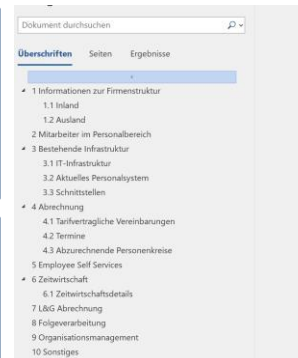 Dokument durchsuchen
Überschriften Seiten Ergebnisse
1 Informationen zur Firmenstruktur
1.1 Inland
1.2 Ausland
2 Mitarbeiter im Personalbereich
3 Bestehende Infrastruktur
3.1 IT-Infrastruktur
3.2 Aktuelles Personalsystem
3.3 Schnittstellen
4 Abrechnung
4.1 Tarifvertragliche Vereinbarungen
4.2 Termine
4.3 Abzurechnende Personenkreise
5 Employee Self Services
6 Zeitwirtschaft
6.1 Zeitwirtschaftsdetails
7 L&G Abrechnung
8 Folgeverarbeitung
9 Organisationsmanagement
10 Sonstiges